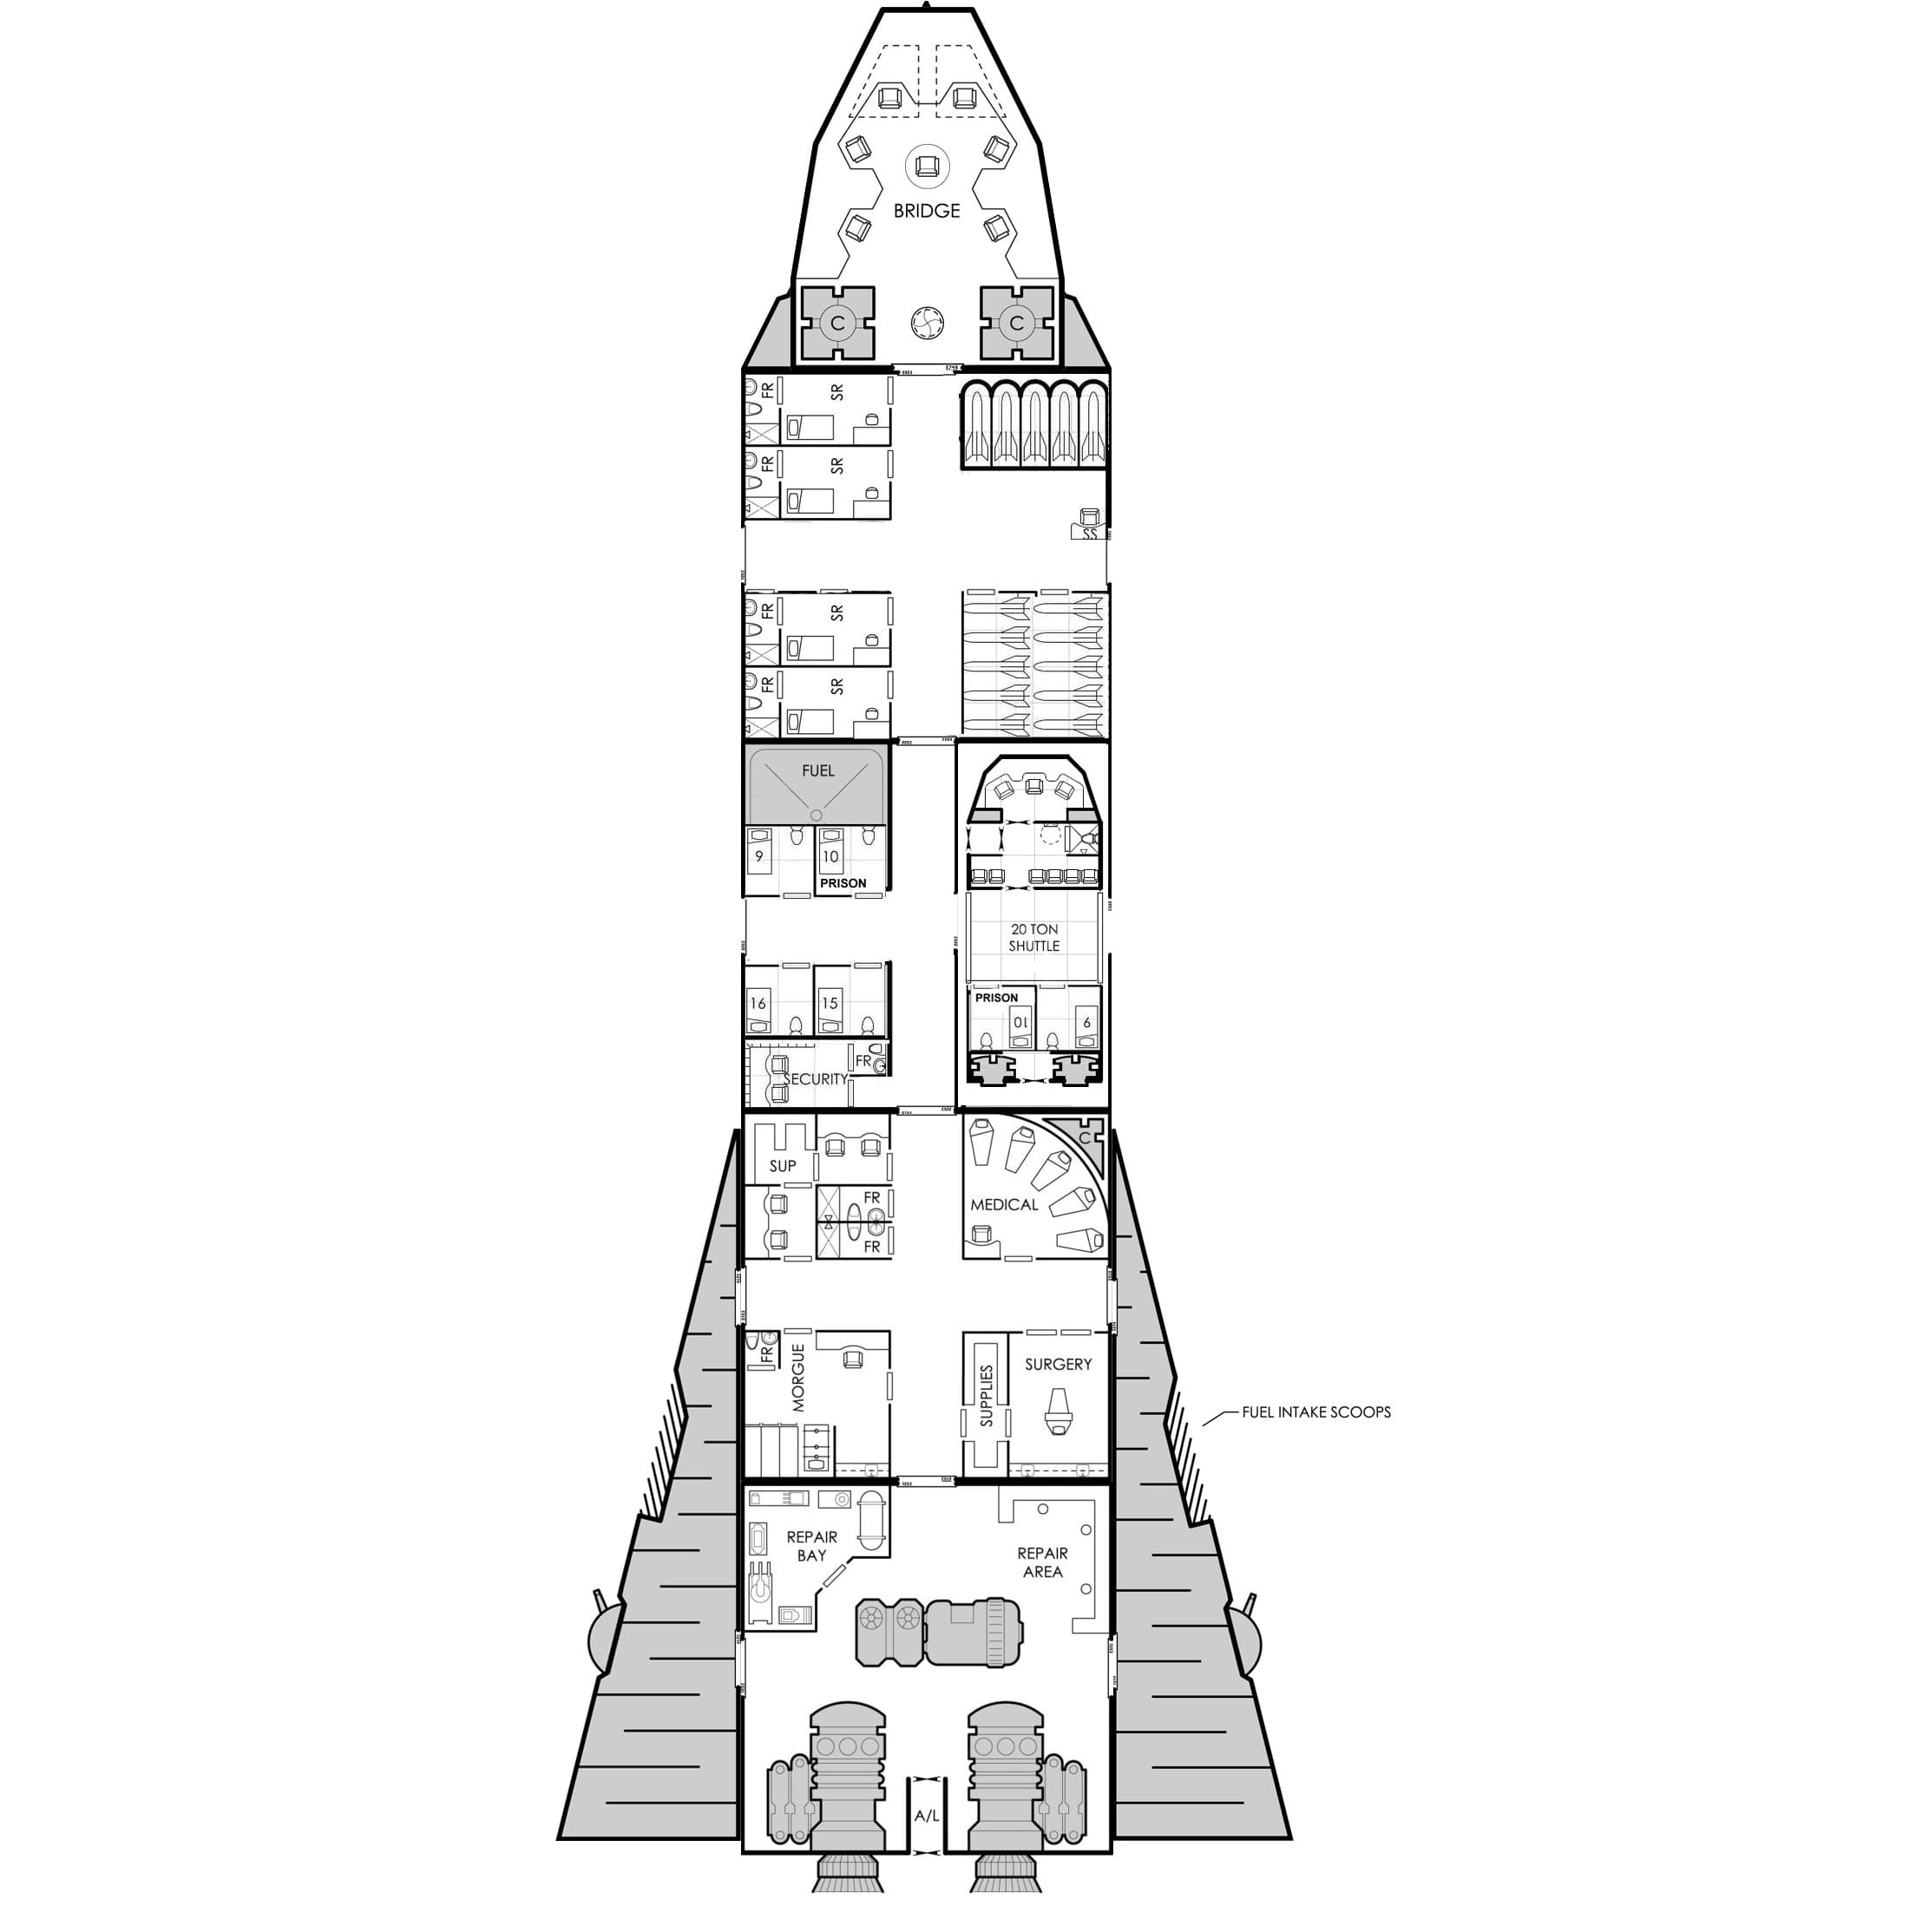 BRIDGE
C
C
FR
SR
FR
SR
SS
FR
SR
FR
SR
FUEL
9
10
PRISON
20 TON
SHUTTLE
16
15
PRISON
10
9
FR
SECURITY
C
SUP
FR
MEDICAL
FR
FR
MORGUE
SUPPLIES
SURGERY
FUEL INTAKE SCOOPS
REPAIR
BAY
REPAIR
AREA
A/L